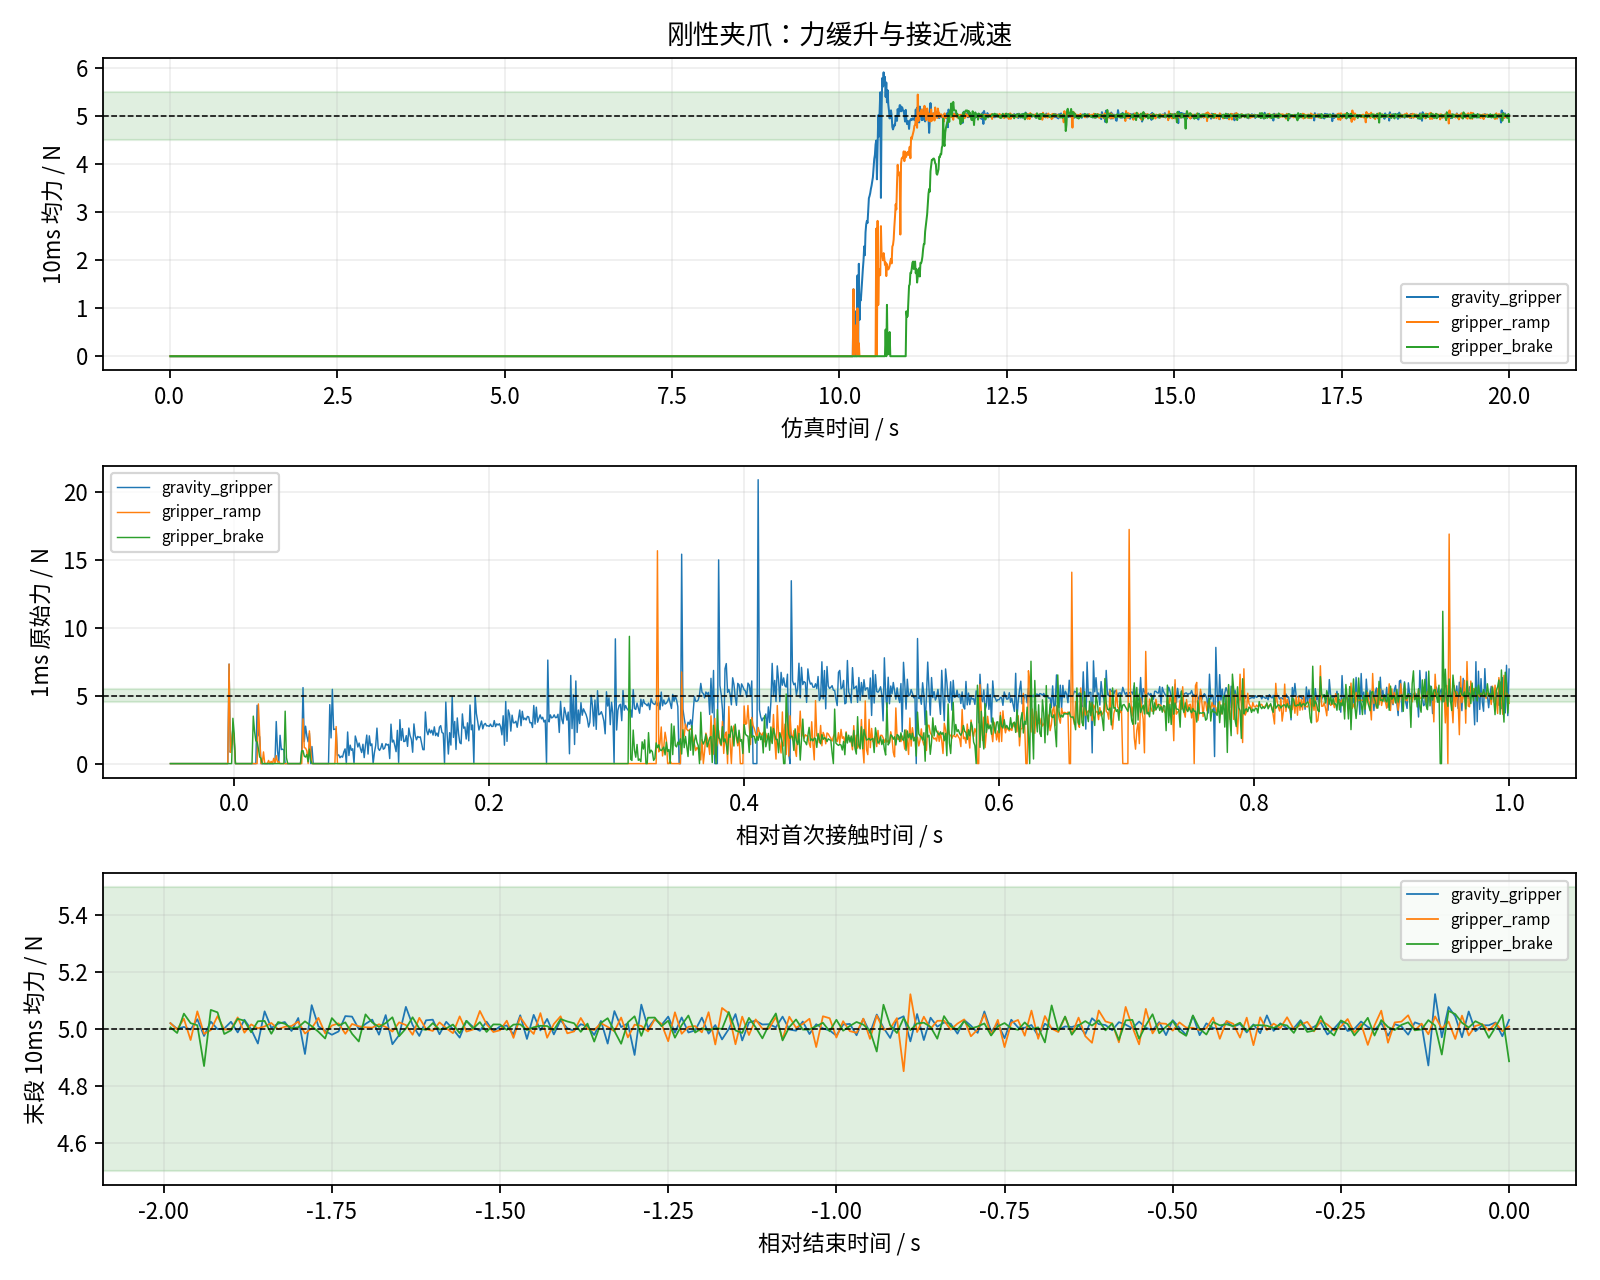 刚性夹爪：力缓升与接近减速
10ms 均力 / N
6
5
4
3
2
1
0
gravity_gripper
gripper_ramp
gripper_brake
0.0 2.5 5.0 7.5 10.0 12.5 15.0 17.5 20.0
仿真时间 / s
1ms 原始力 / N
20
15
10
5
0
gravity_gripper
gripper_ramp
gripper_brake
0.0 0.2 0.4 0.6 0.8 1.0
相对首次接触时间 / s
末段 10ms 均力 / N
5.4
5.2
5.0
4.8
4.6
gravity_gripper
gripper_ramp
gripper_brake
-2.00 -1.75 -1.50 -1.25 -1.00 -0.75 -0.50 -0.25 0.00
相对结束时间 / s